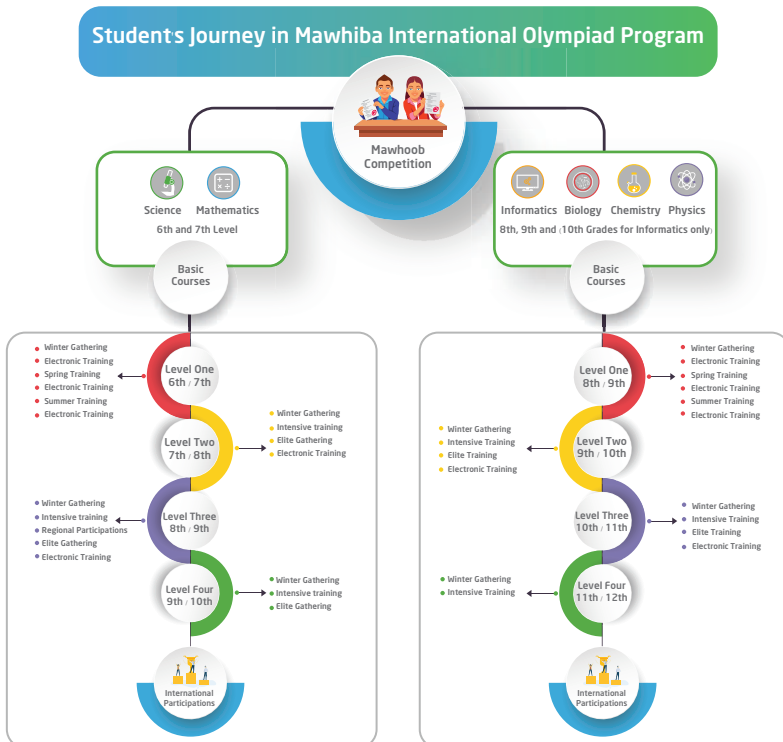 Student's Journey in Mawhiba International Olympiad Program
Mawhoob
Competition
Science
Mathematics
6th and 7th Level
Basic
Courses
Level One
6th / 7th
Winter Gathering
Electronic Training
Spring Training
Electronic Training
Summer Training
Electronic Training
Level Two
7th / 8th
Winter Gathering
Intensive training
Elite Gathering
Electronic Training
Level Three
8th / 9th
Winter Gathering
Intensive training
Regional Participations
Elite Gathering
Electronic Training
Level Four
9th / 10th
Winter Gathering
Intensive training
Elite Gathering
International
Participations
Informatics
Biology
Chemistry
Physics
8th, 9th and (10th Grades for Informatics only)
Basic
Courses
Level One
8th / 9th
Winter Gathering
Electronic Training
Spring Training
Electronic Training
Summer Training
Electronic Training
Level Two
9th / 10th
Winter Gathering
Intensive Training
Elite Training
Electronic Training
Level Three
10th / 11th
Winter Gathering
Intensive Training
Elite Training
Electronic Training
Level Four
11th / 12th
Winter Gathering
Intensive Training
International
Participations